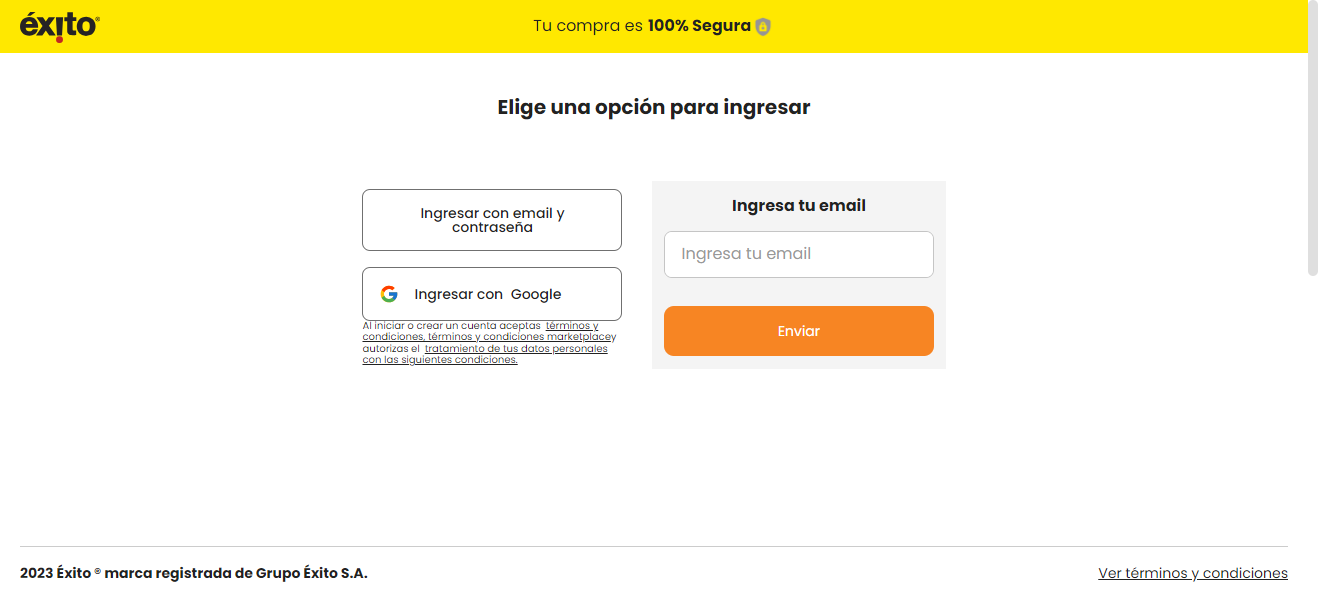 éxito®
Tu compra es 100% Segura
Elige una opción para ingresar
Ingresar con email y
contraseña
Ingresar con Google
Al iniciar o crear un cuenta aceptas términos y
condiciones, términos y condiciones marketplacey
autorizas el tratamiento de tus datos personales
con las siguientes condiciones.
Ingresa tu email
Ingresa tu email
Enviar
2023 Éxito ® marca registrada de Grupo Éxito S.A.
Ver términos y condiciones